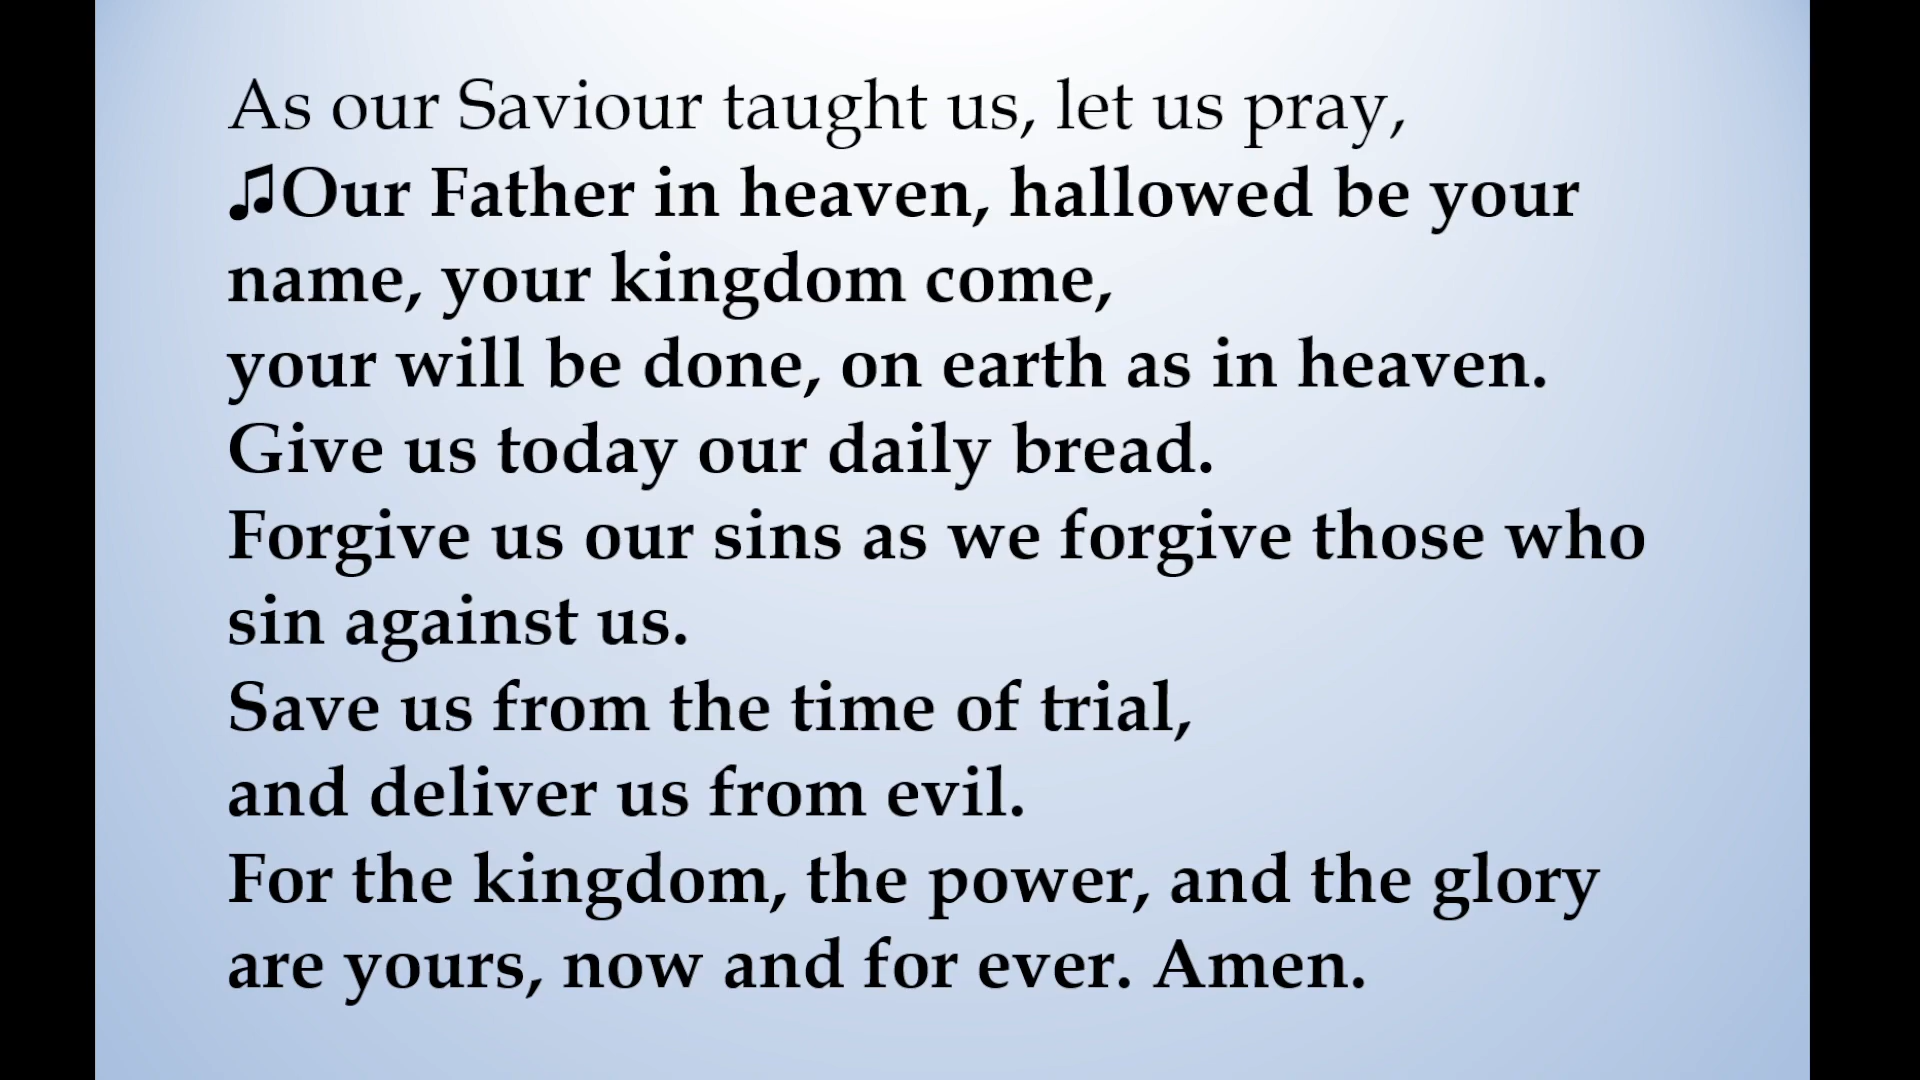 As our Saviour taught us, let us pray,
♫Our Father in heaven, hallowed be your
name, your kingdom come,
your will be done, on earth as in heaven.
Give us today our daily bread.
Forgive us our sins as we forgive those who
sin against us.
Save us from the time of trial,
and deliver us from evil.
For the kingdom, the power, and the glory
are yours, now and for ever. Amen.